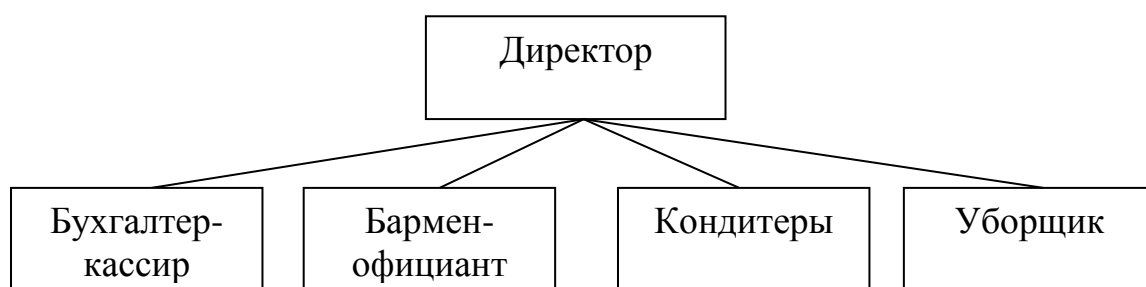 Директор
Бухгалтер-
кассир
Бармен-
официант
Кондитеры
Уборщик